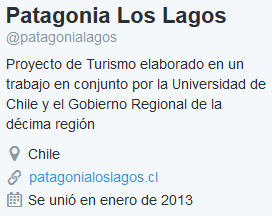 Patagonia Los Lagos
@patagonialagos
Proyecto de Turismo elaborado en un
trabajo en conjunto por la Universidad de
Chile y el Gobierno Regional de la
décima región
Chile
patagonialoslagos.cl
Se unió en enero de 2013